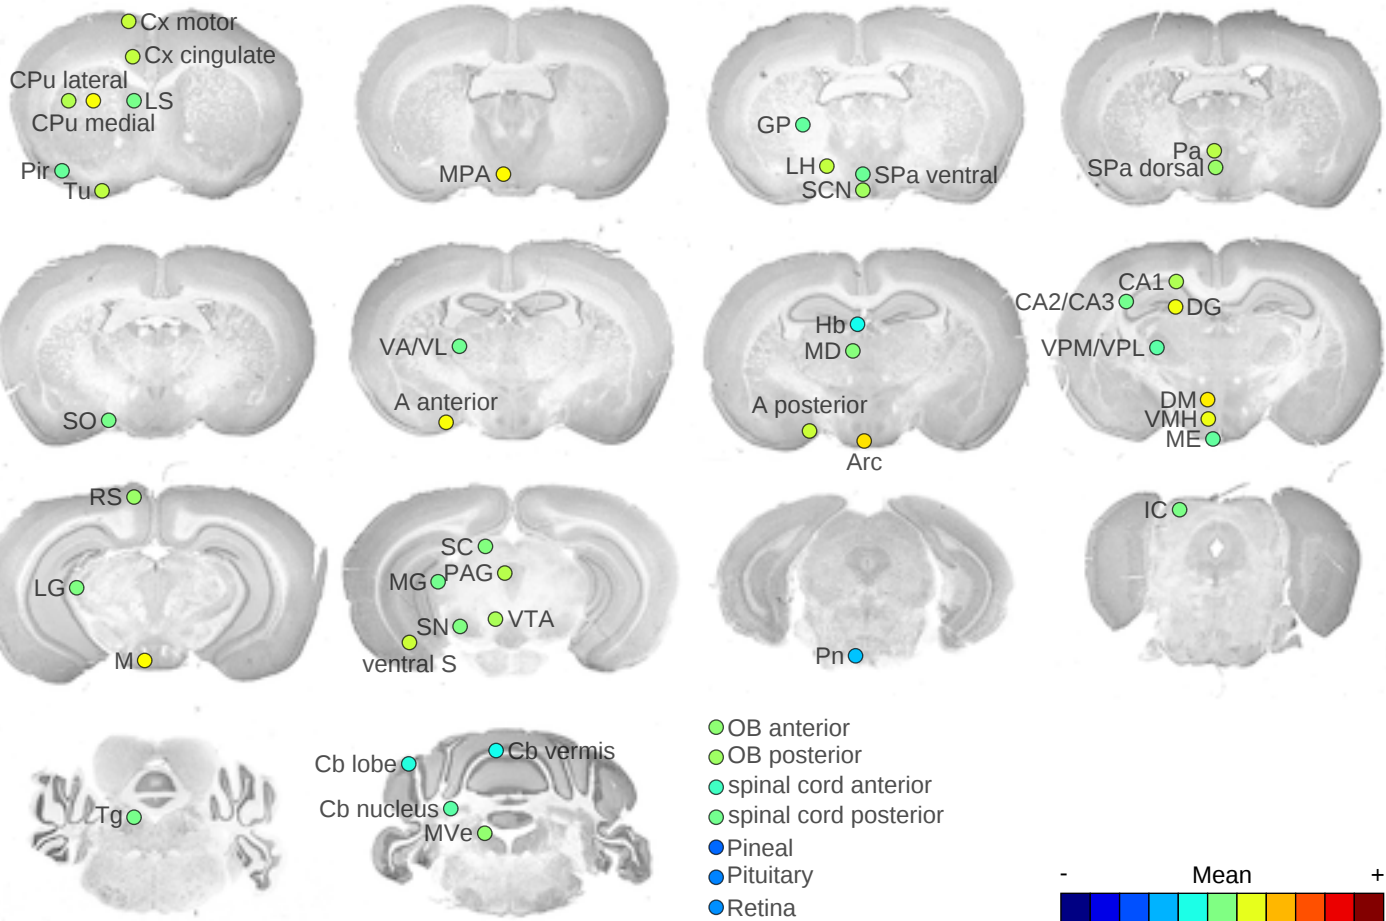 Cx motor
Cx cingulate
CPu lateral
LS
CPu medial
Pir
Tu
MPA
GP
LH
SPa ventral
SCN
Pa
SPa dorsal
SO
VA/VL
A anterior
Hb
MD
A posterior
Arc
CA1
CA2/CA3
DG
VPM/VPL
DM
VMH
ME
RS
LG
M
SC
MG
PAG
SN
VTA
ventral S
Pn
IC
Tg
Cb lobe
Cb vermis
Cb nucleus
MVe
OB anterior
OB posterior
spinal cord anterior
spinal cord posterior
Pineal
Pituitary
Retina
- Mean +